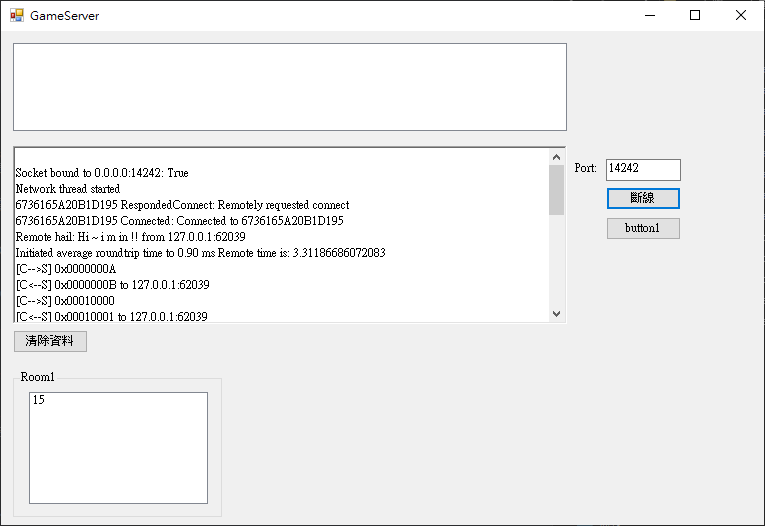 GameServer
Socket bound to 0.0.0.0:14242: True
Network thread started
6736165A20B1D195 RespondedConnect: Remotely requested connect
6736165A20B1D195 Connected: Connected to 6736165A20B1D195
Remote hail: Hi ~ i m in !! from 127.0.0.1:62039
Initiated average roundtrip time to 0.90 ms Remote time is: 3.31186686072083
[C-->S] 0x0000000A
[C<--S] 0x0000000B to 127.0.0.1:62039
[C-->S] 0x00010000
[C<--S] 0x00010001 to 127.0.0.1:62039
Port: 14242
斷線
button1
清除資料
Room1
15